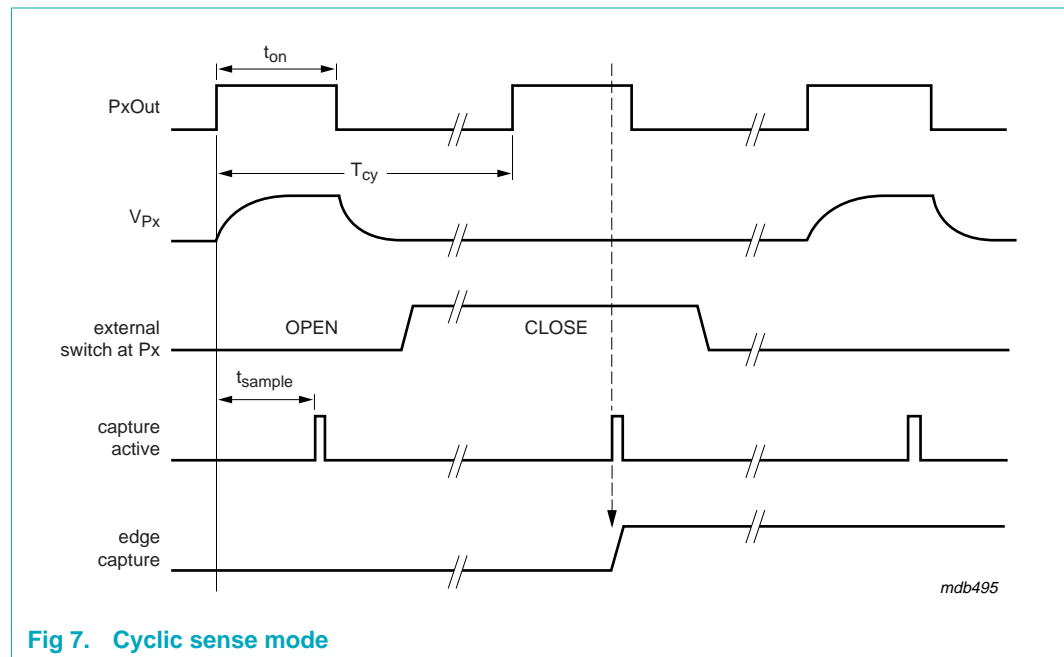 t_on
PxOut
T_cy
V_Px
external
switch at Px
OPEN
CLOSE
t_sample
capture
active
edge
capture
mdb495
Fig 7. Cyclic sense mode